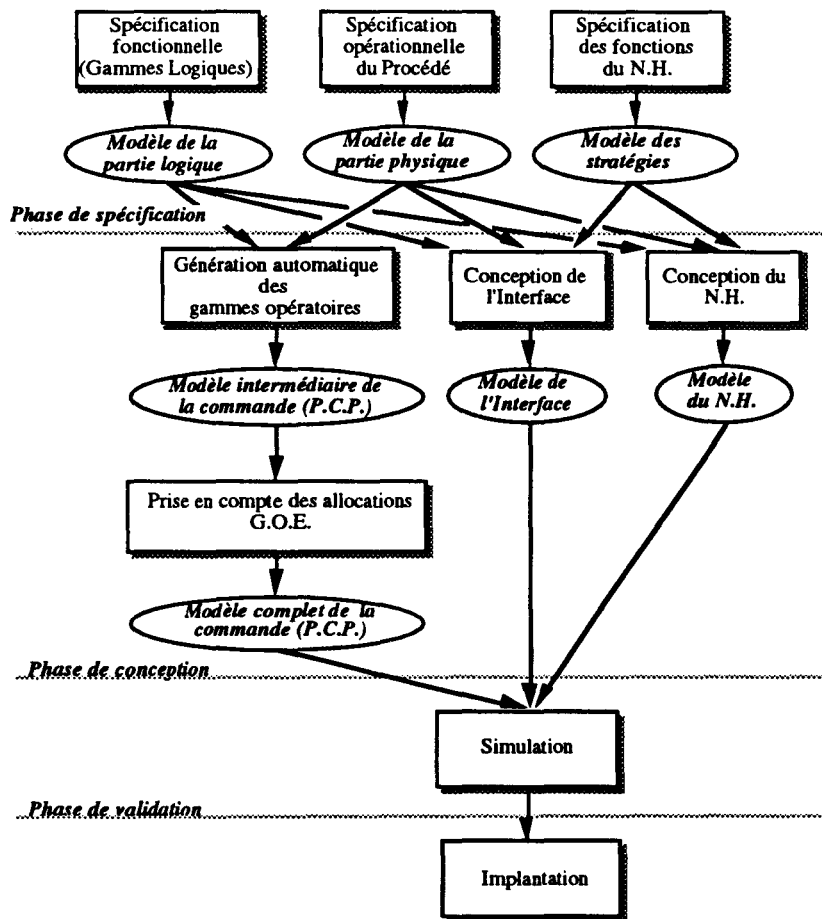 Spécification
fonctionnelle
(Gammes Logiques)
Spécification
opérationnelle
du Procédé
Spécification
des fonctions
du N.H.
Modèle de la
partie logique
Modèle de la
partie physique
Modèle des
stratégies
Phase de spécification
Génération automatique
des
gammes opératoires
Conception de
l'Interface
Conception du
N.H.
Modèle intermédiaire de
la commande (P.C.P.)
Modèle de
l'Interface
Modèle
du N.H.
Prise en compte des allocations
G.O.E.
Modèle complet de la
commande (P.C.P.)
Phase de conception
Simulation
Phase de validation
Implantation